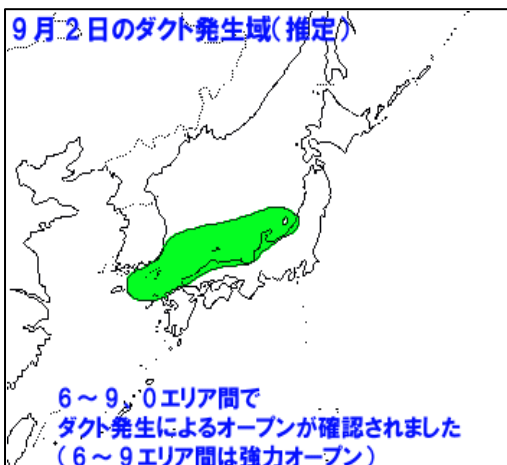 9月2日のダクト発生域(推定)
6～9、0エリア間で
ダクト発生によるオープンが確認されました
(6～9エリア間は強力オープン)